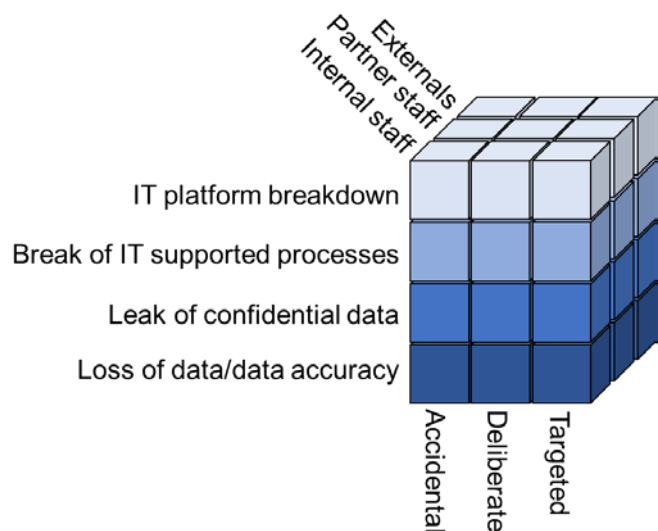 Externals
Partner staff
Internal staff
IT platform breakdown
Break of IT supported processes
Leak of confidential data
Loss of data/data accuracy
Accidental
Deliberate
Targeted